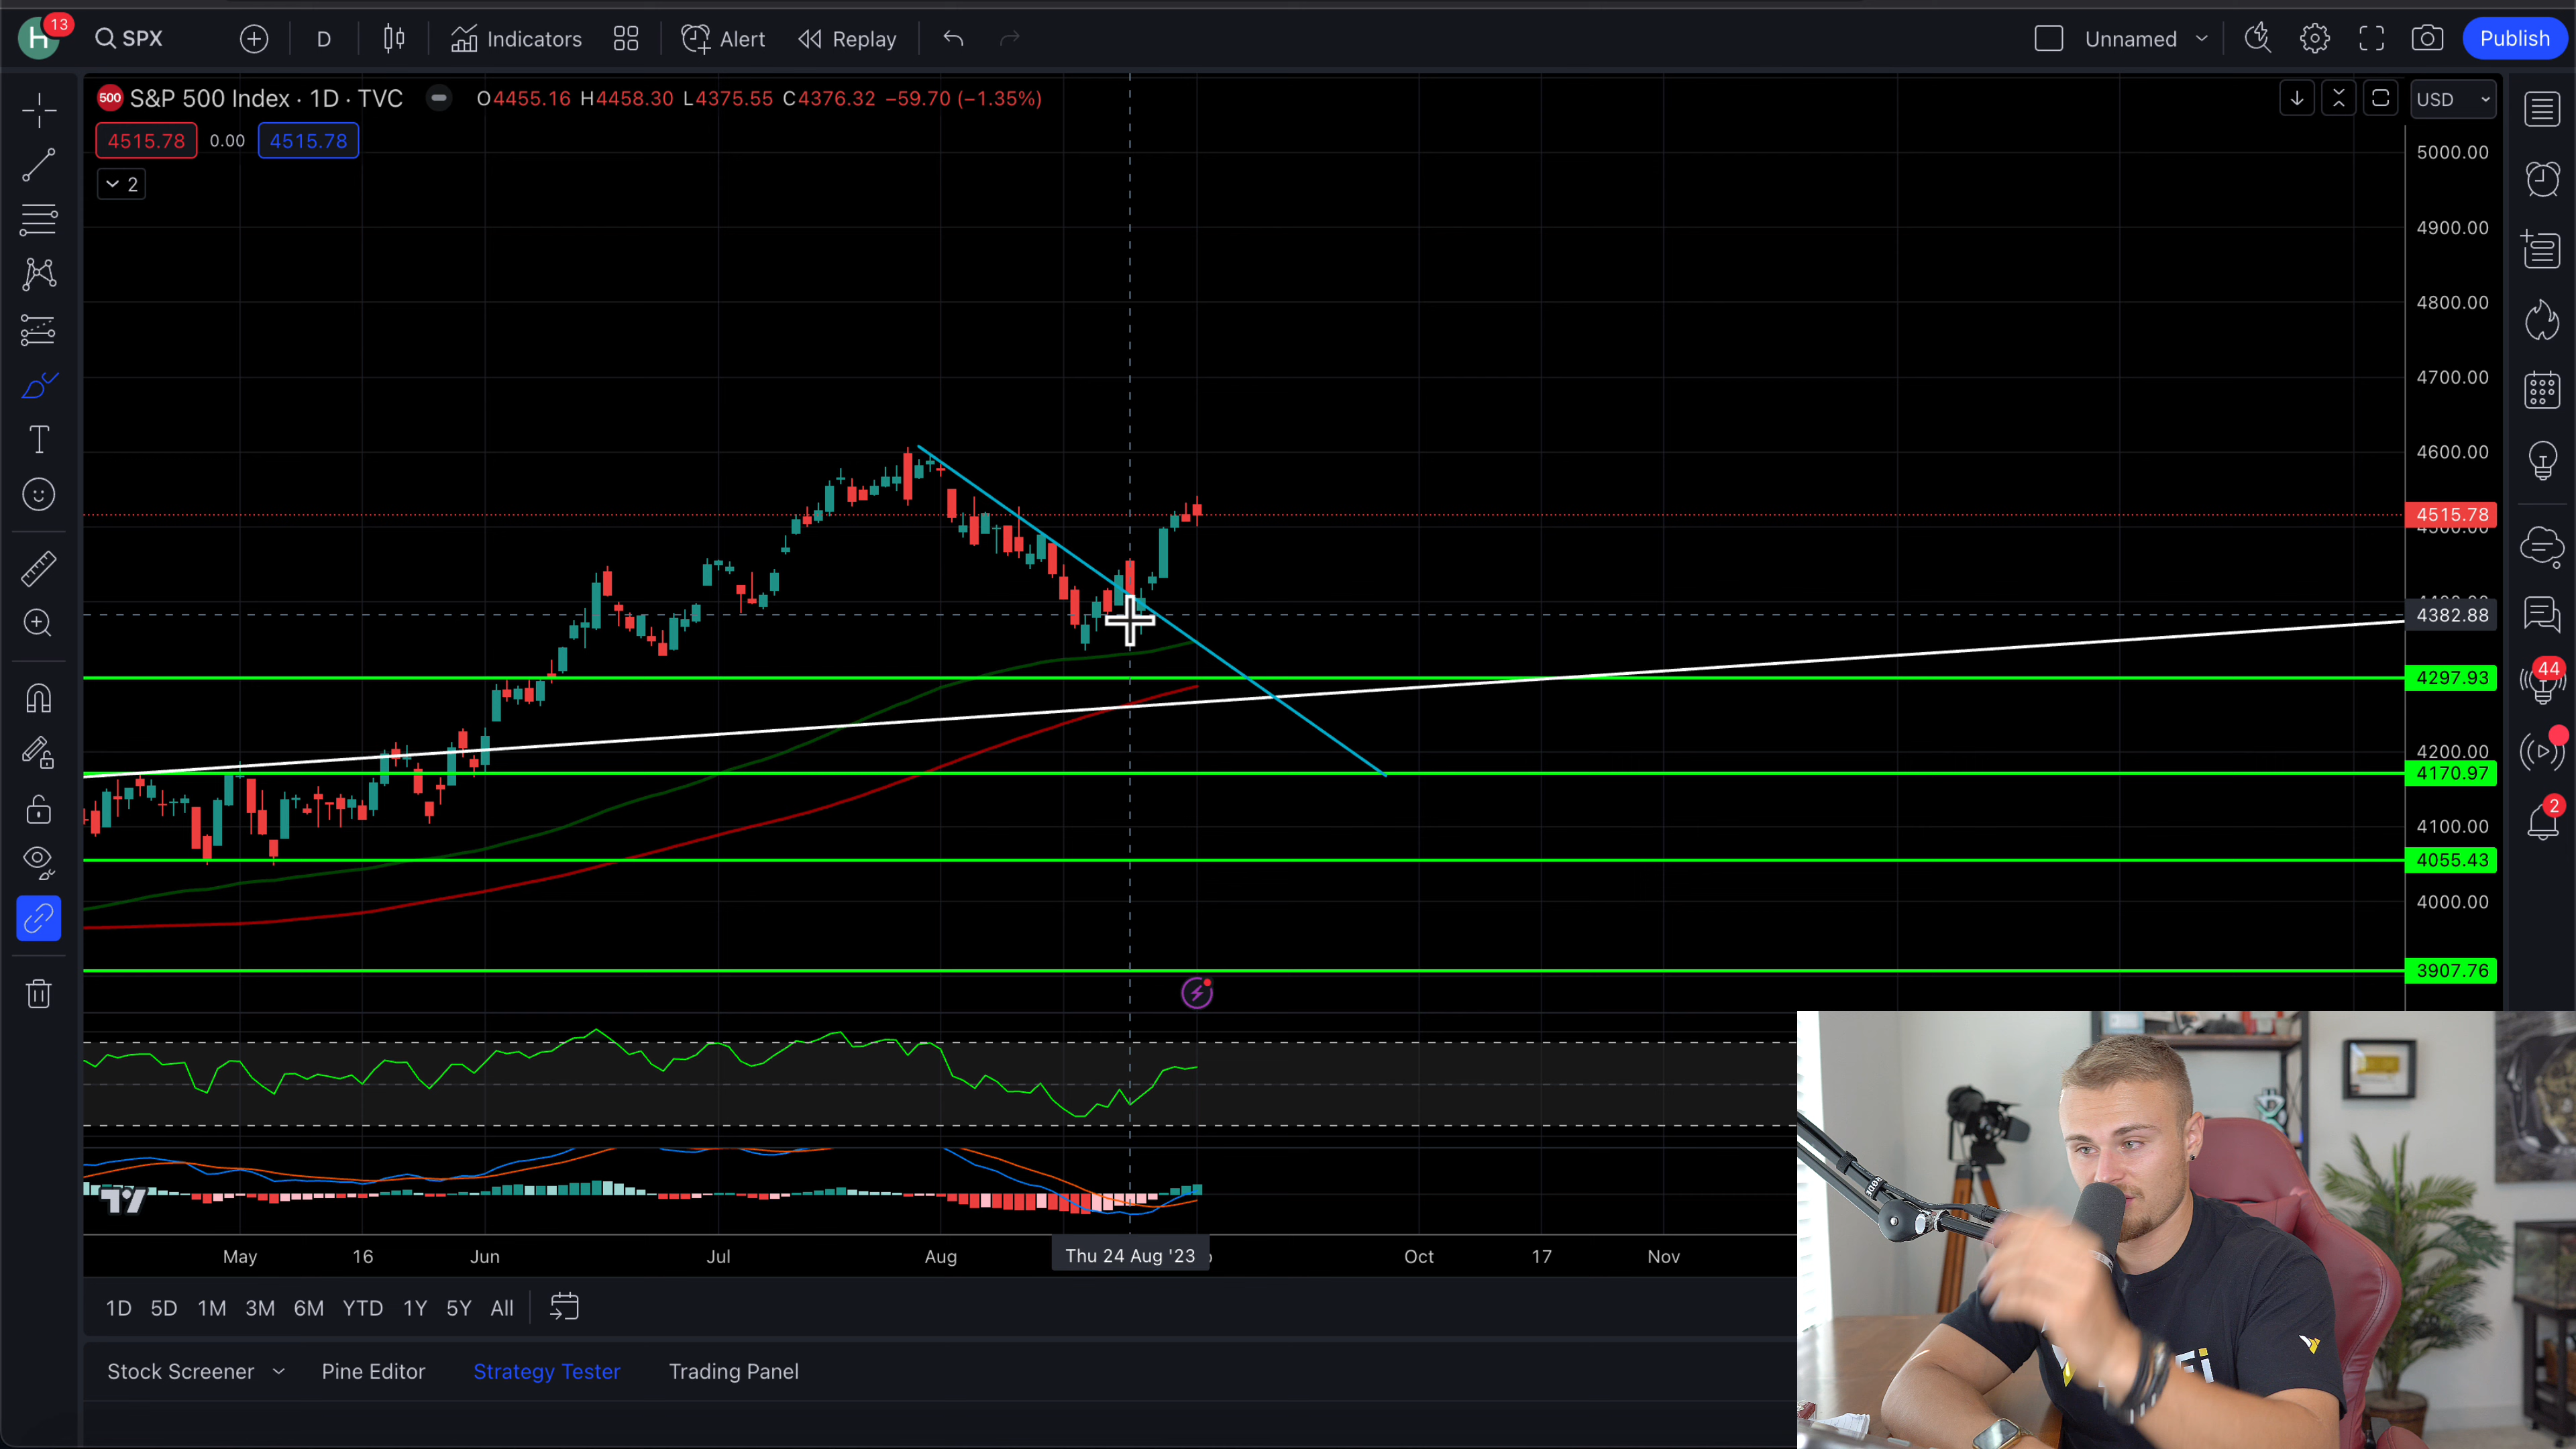 H
13
SPX
D
Indicators
Alert
Replay
Unnamed
Publish
500
S&P 500 Index · 1D · TVC
O4455.16 H4458.30 L4375.55 C4376.32 −59.70 (−1.35%)
USD
4515.78
0.00
4515.78
2
5000.00
4900.00
4800.00
4700.00
4600.00
4515.78
4382.88
4297.93
4200.00
4170.97
4100.00
4055.43
4000.00
3907.76
44
2
May
16
Jun
Jul
Aug
Thu 24 Aug '23
Oct
17
Nov
1D
5D
1M
3M
6M
YTD
1Y
5Y
All
Stock Screener
Pine Editor
Strategy Tester
Trading Panel
RODE